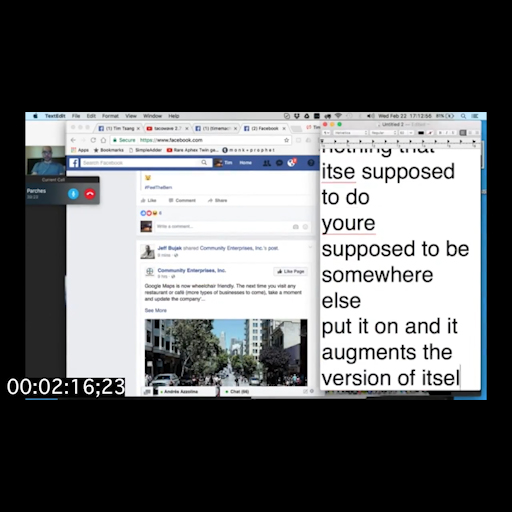 TextEdit File Edit Format View Window Help
Wed Feb 22 17:12:58 91%
Untitled 2
(1) Tim Tsang
(2) Facebook
Secure https://www.facebook.com
Apps Bookmarks SimpleAdder Rare Aphex Twin monk+prophet
Search Facebook
Tim Home
Current Call
Parches
#FeelTheBern
Like Comment Share
Write a comment...
Jeff Bujak shared Community Enterprises, Inc.'s post.
Community Enterprises, Inc.
Like Page
Google Maps is now wheelchair friendly. The next time you visit any
restaurant or café (more types of businesses to come), take a moment
and update the company'...
See More
Andrés Azzolina
Chat (66)
nothing that
itse supposed
to do
youre
supposed to be
somewhere
else
put it on and it
augments the
version of itsel
00:02:16;23